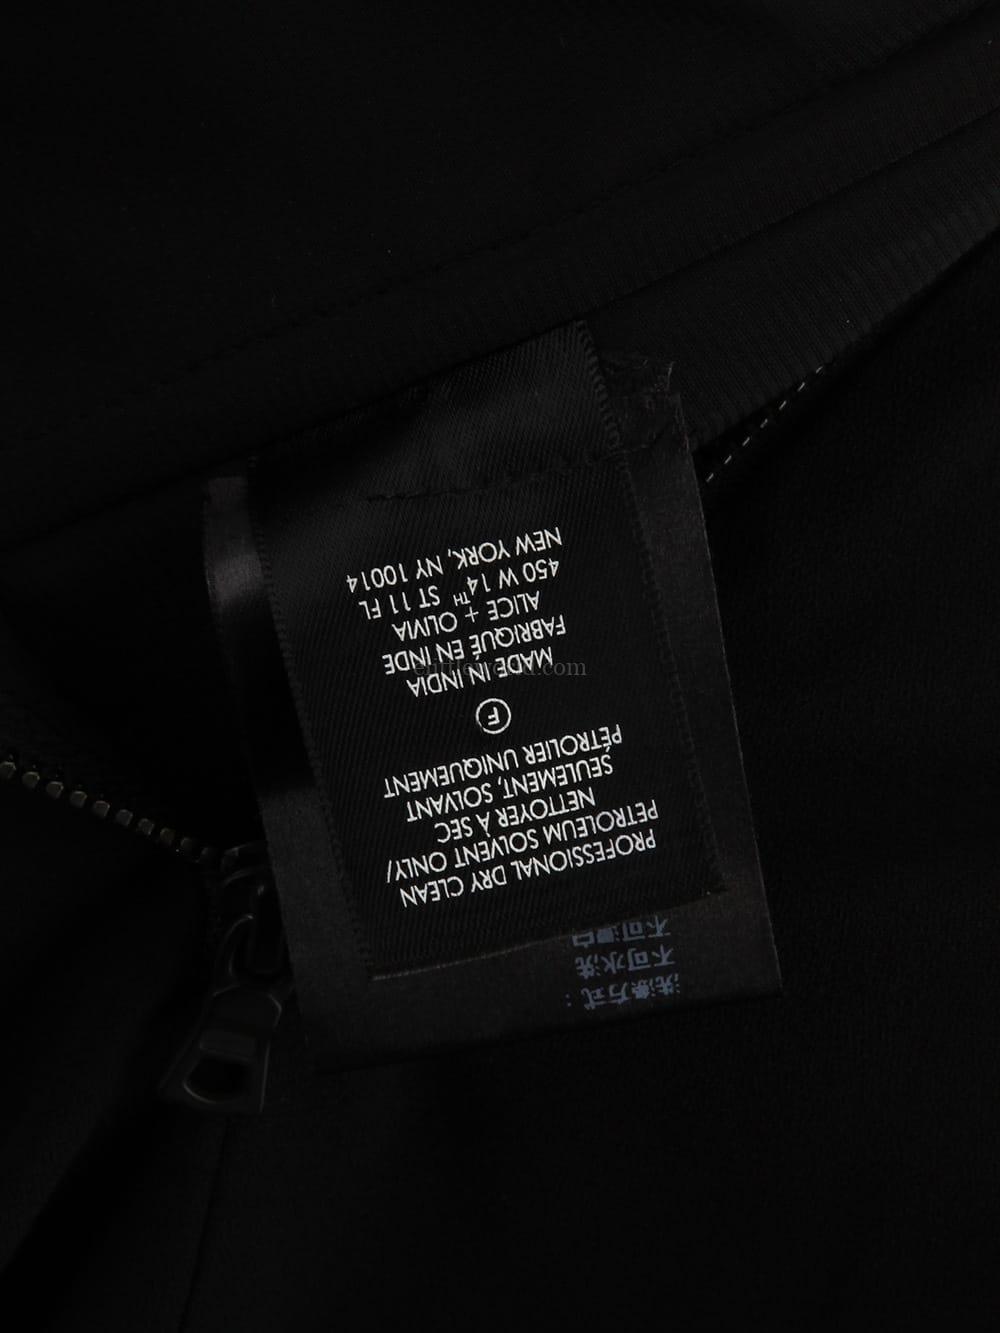 PROFESSIONAL DRY CLEAN
PETROLEUM SOLVENT ONLY/
NETTOYER À SEC
SEULEMENT, SOLVANT
PÉTROLIER UNIQUEMENT
F
MADE IN INDIA
FABRIQUÉ EN INDE
ALICE + OLIVIA
450 W 14TH ST 11 FL
NEW YORK, NY 10014
洗涤方式：
不可水洗
不可漂白